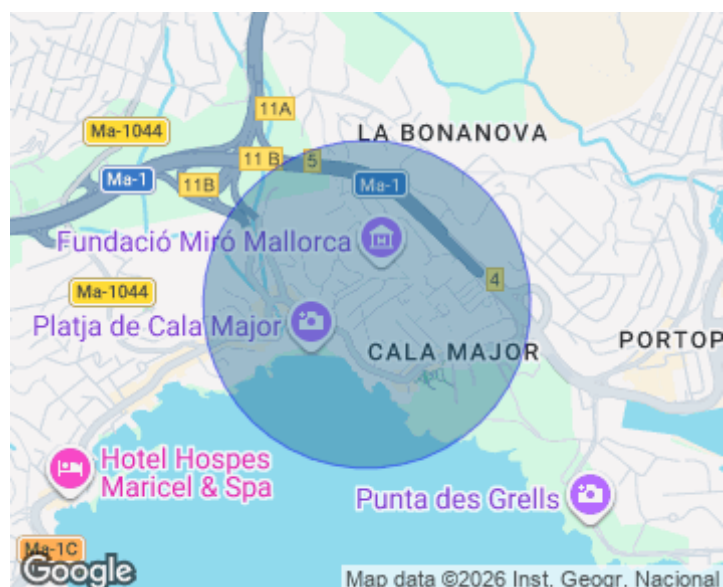 11A
Ma-1044
LA BONANOVA
11 B
5
Ma-1
11B
Ma-1
Fundació Miró Mallorca
4
Ma-1044
Platja de Cala Major
CALA MAJOR
PORTOP
Hotel Hospes
Maricel & Spa
Punta des Grells
Ma-1C
Google
Map data ©2026 Inst. Geogr. Nacional